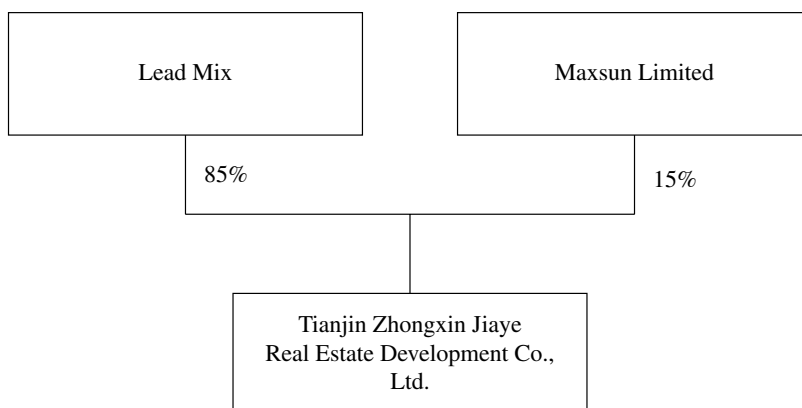 Lead Mix
Maxsun Limited
85%
15%
Tianjin Zhongxin Jiaye
Real Estate Development Co.,
Ltd.